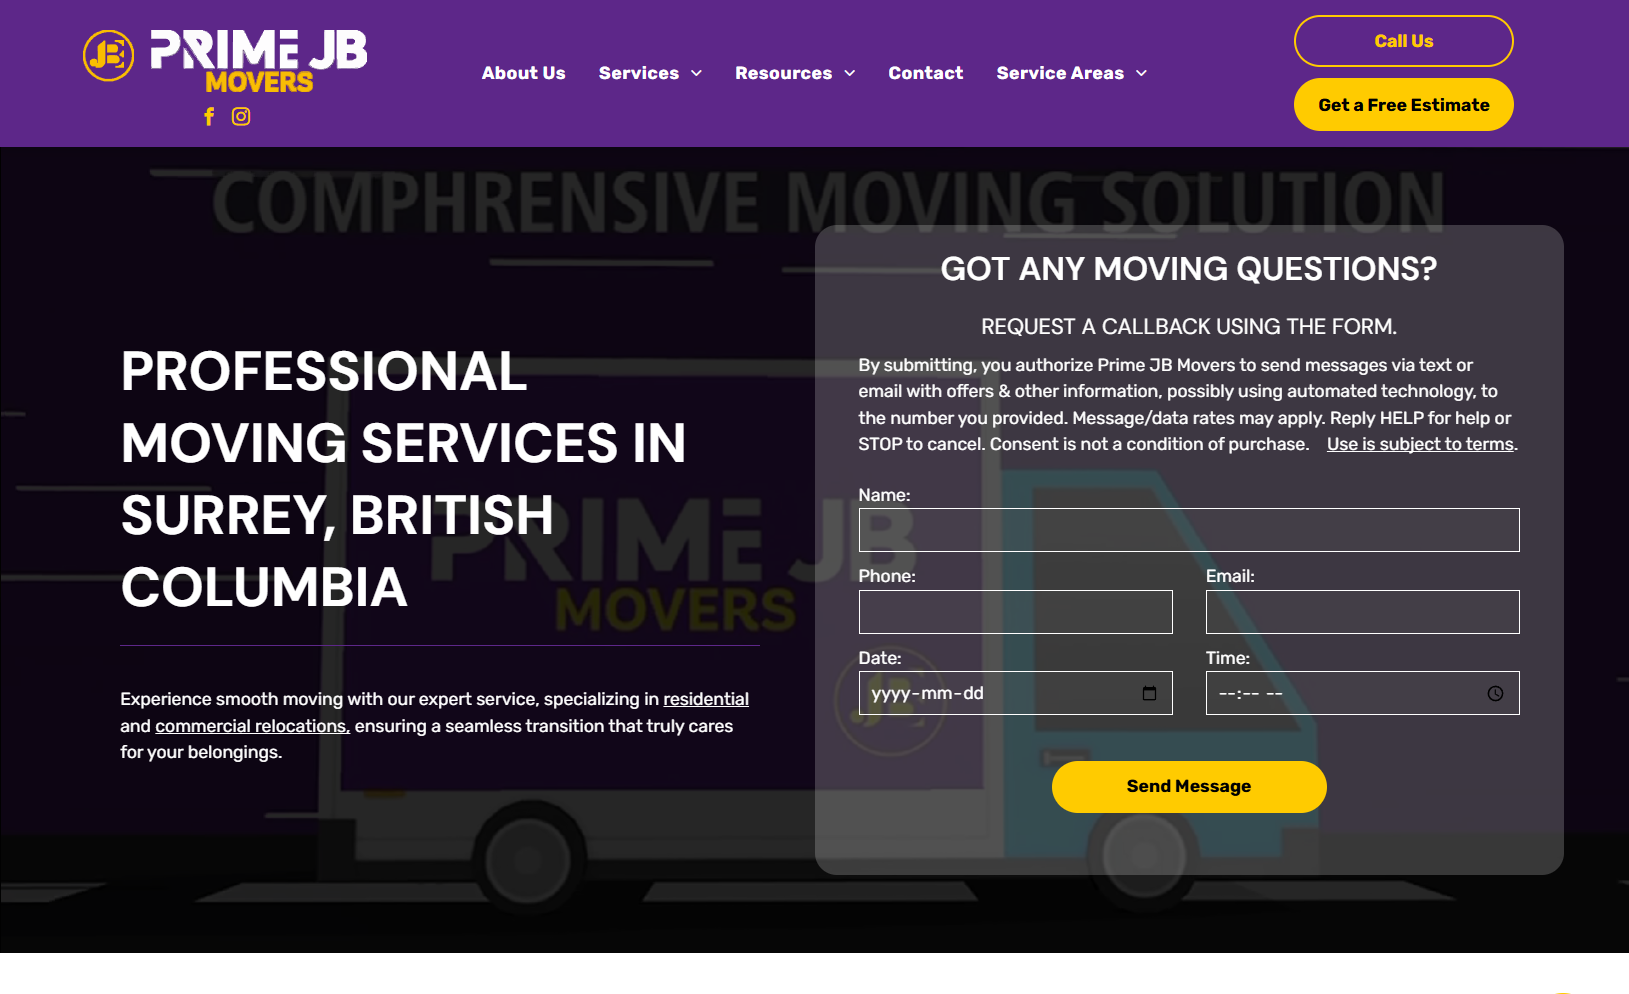 JB PRIME JB
MOVERS
About Us
Services
Resources
Contact
Service Areas
Call Us
Get a Free Estimate
COMPHRENSIVE MOVING SOLUTION
PROFESSIONAL
MOVING SERVICES IN
SURREY, BRITISH
COLUMBIA
Experience smooth moving with our expert service, specializing in residential
and commercial relocations, ensuring a seamless transition that truly cares
for your belongings.
PRIME JB
MOVERS
JB
GOT ANY MOVING QUESTIONS?
REQUEST A CALLBACK USING THE FORM.
By submitting, you authorize Prime JB Movers to send messages via text or
email with offers & other information, possibly using automated technology, to
the number you provided. Message/data rates may apply. Reply HELP for help or
STOP to cancel. Consent is not a condition of purchase. Use is subject to terms.
Name:
Phone:
Email:
Date:
Time:
yyyy-mm-dd
--:-- --
Send Message